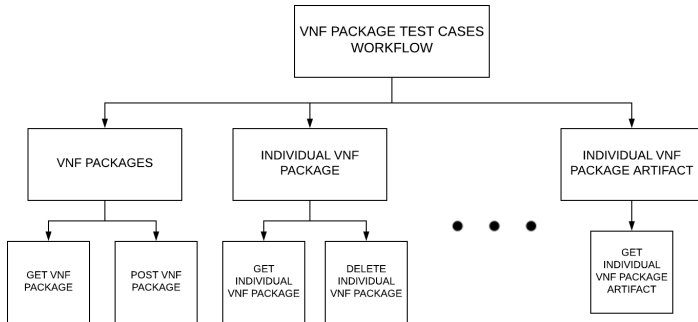 VNF PACKAGE TEST CASES
WORKFLOW
VNF PACKAGES
INDIVIDUAL VNF
PACKAGE
INDIVIDUAL VNF
PACKAGE ARTIFACT
GET VNF
PACKAGE
POST VNF
PACKAGE
GET
INDIVIDUAL
VNF PACKAGE
DELETE
INDIVIDUAL
VNF PACKAGE
GET
INDIVIDUAL
VNF PACKAGE
ARTIFACT